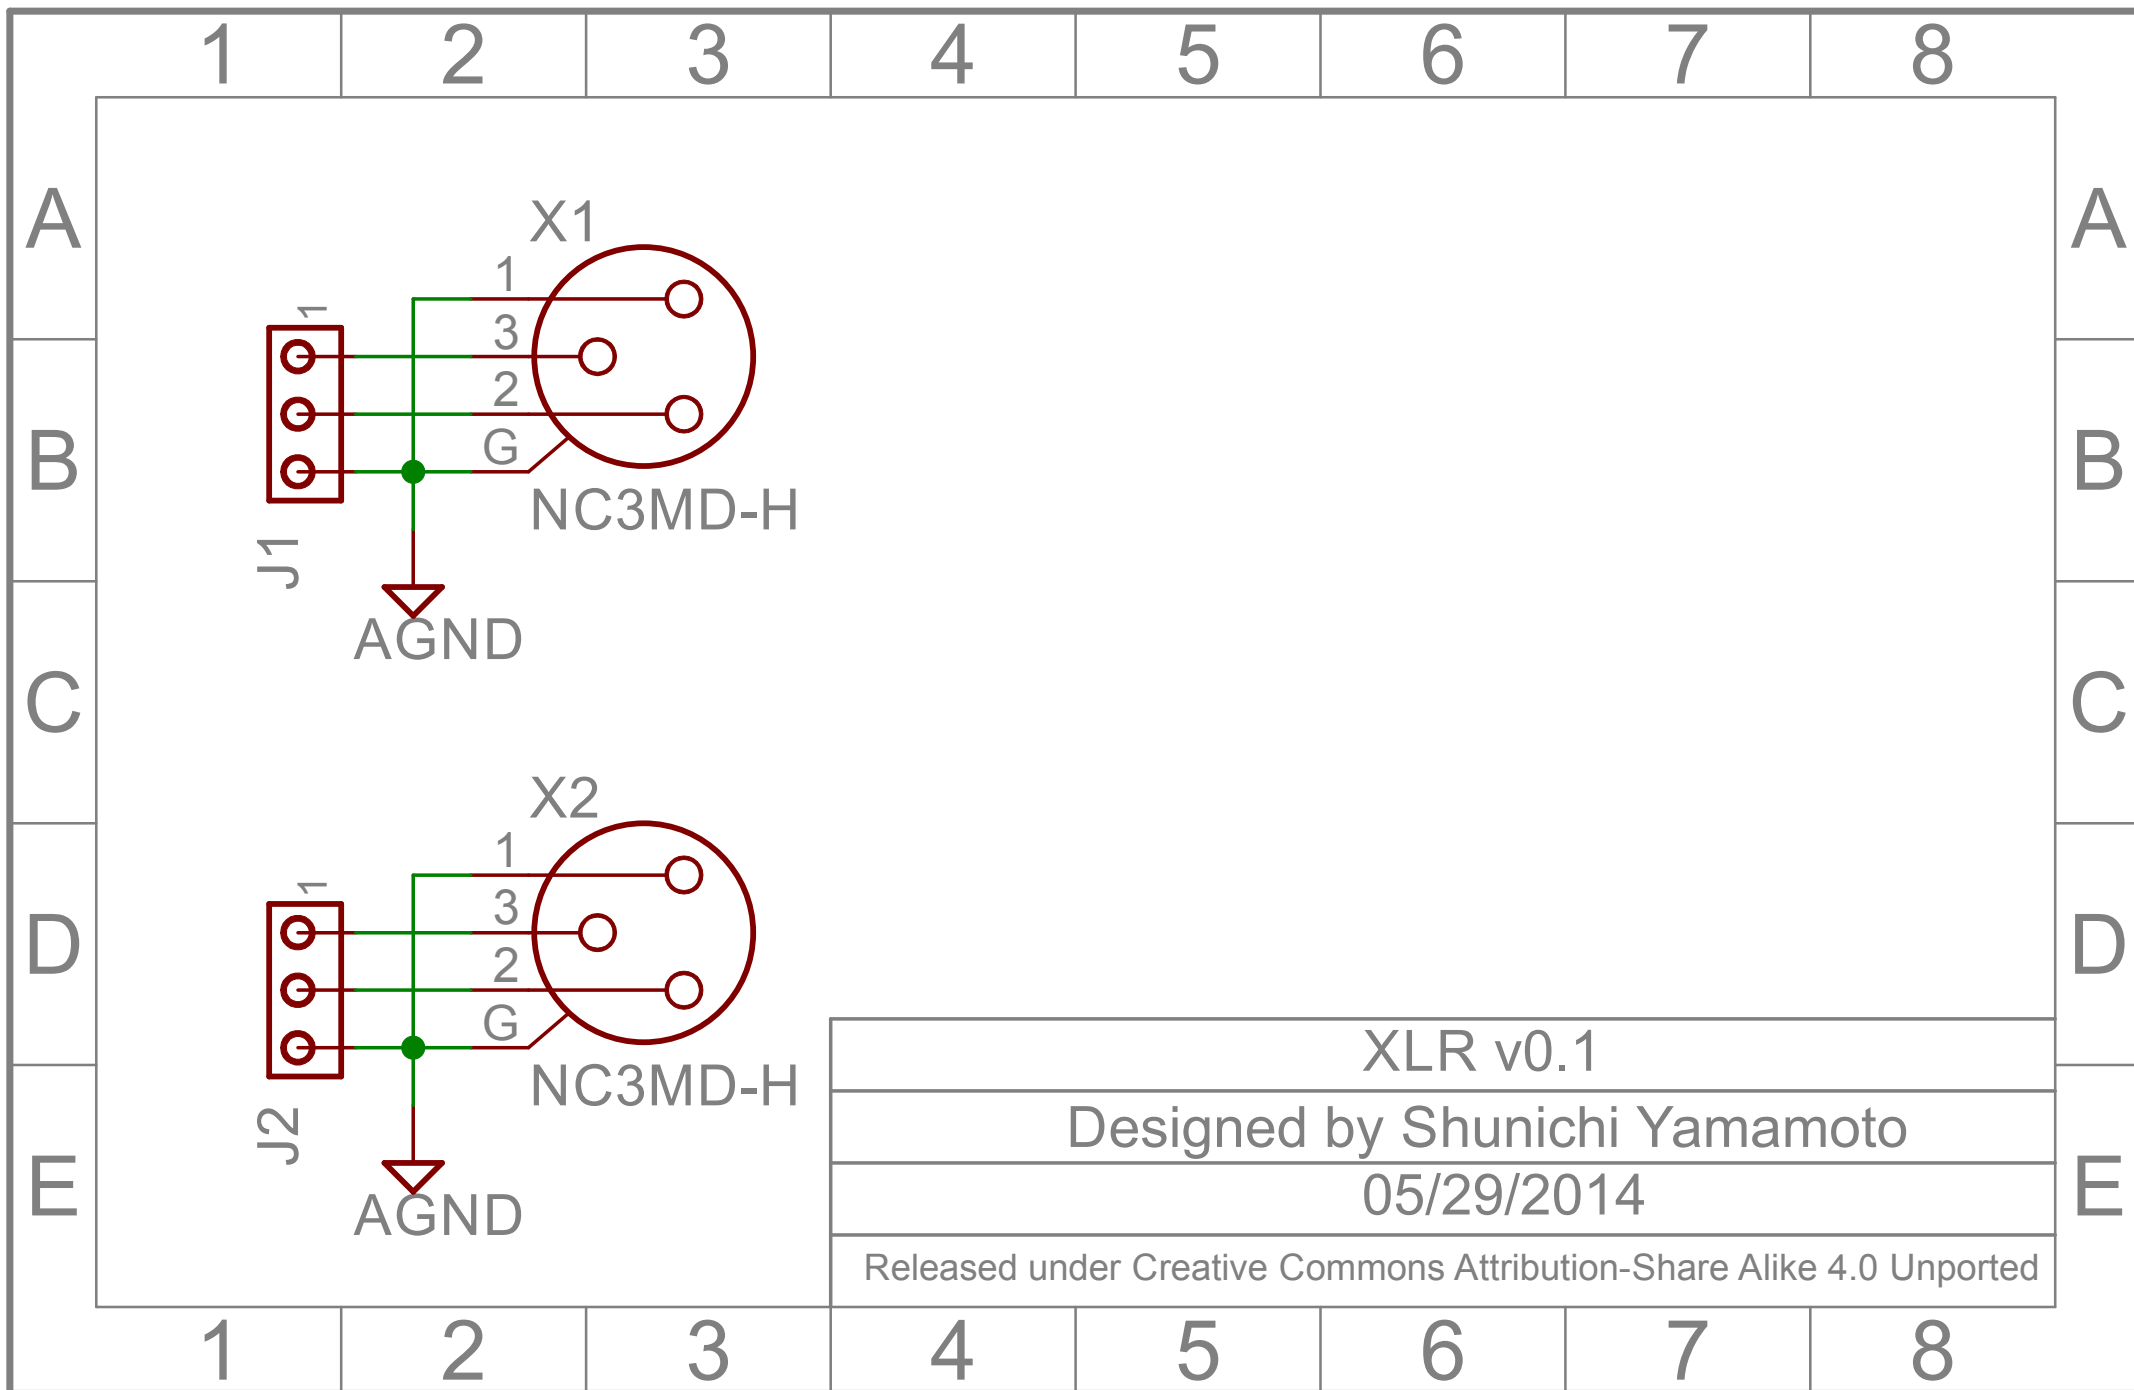 1 2 3 4 5 6 7 8
A A
X1
1
1
3
2
B B
G
NC3MD-H
J1
AGND
C C
X2
1
1
3
2
D D
G
NC3MD-H
J2
AGND
XLR v0.1
Designed by Shunichi Yamamoto
E E
05/29/2014
Released under Creative Commons Attribution-Share Alike 4.0 Unported
1 2 3 4 5 6 7 8